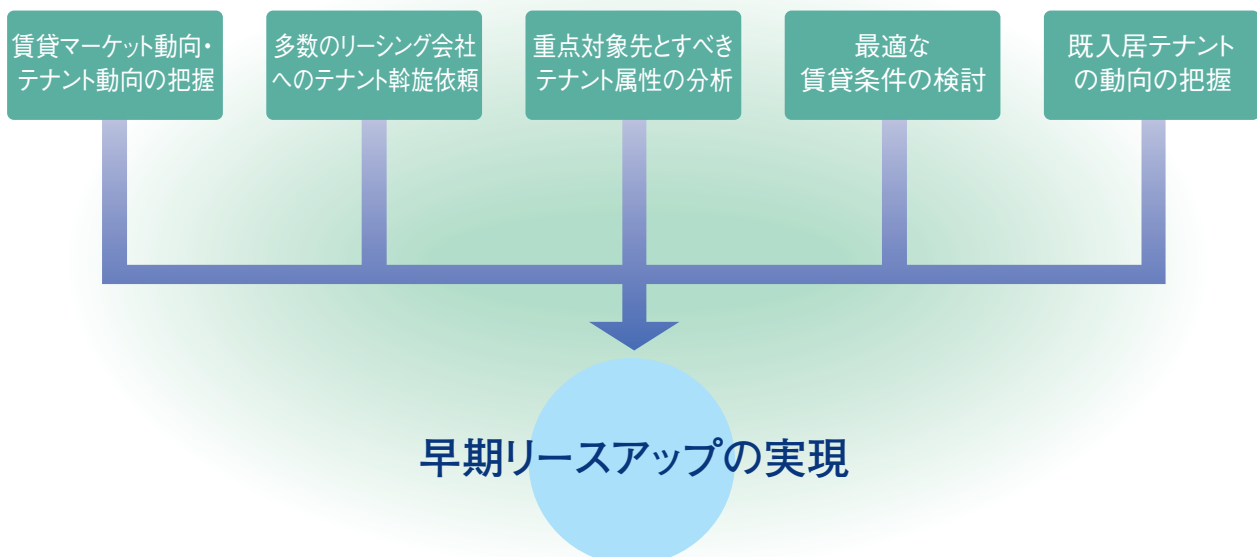 賃貸マーケット動向・
テナント動向の把握
多数のリーシング会社
へのテナント斡旋依頼
重点対象先とすべき
テナント属性の分析
最適な
賃貸条件の検討
既入居テナント
の動向の把握
早期リースアップの実現